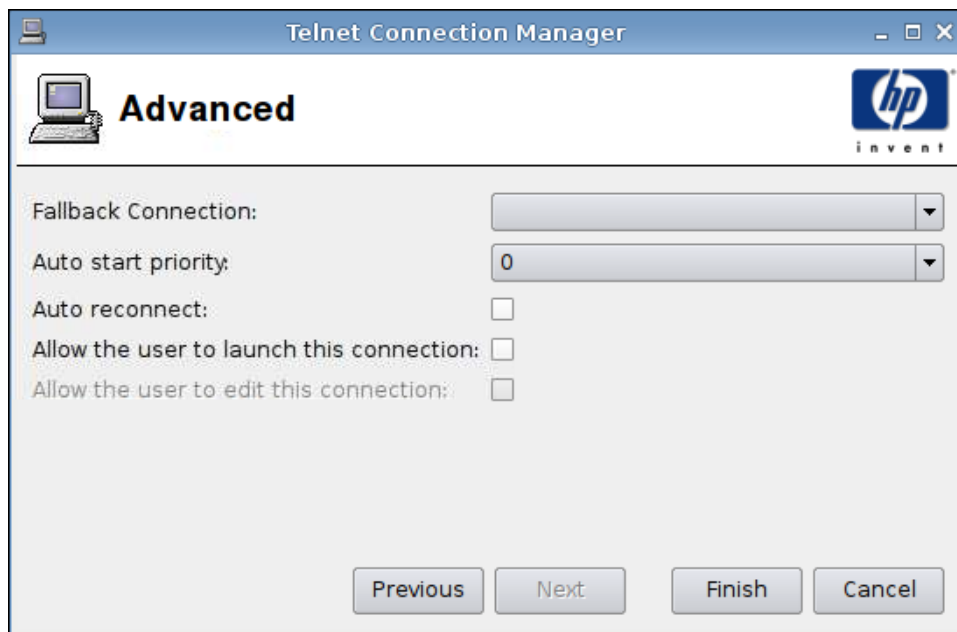 Telnet Connection Manager
Advanced
hp
invent
Fallback Connection:
Auto start priority: 0
Auto reconnect:
Allow the user to launch this connection:
Allow the user to edit this connection:
Previous Next Finish Cancel